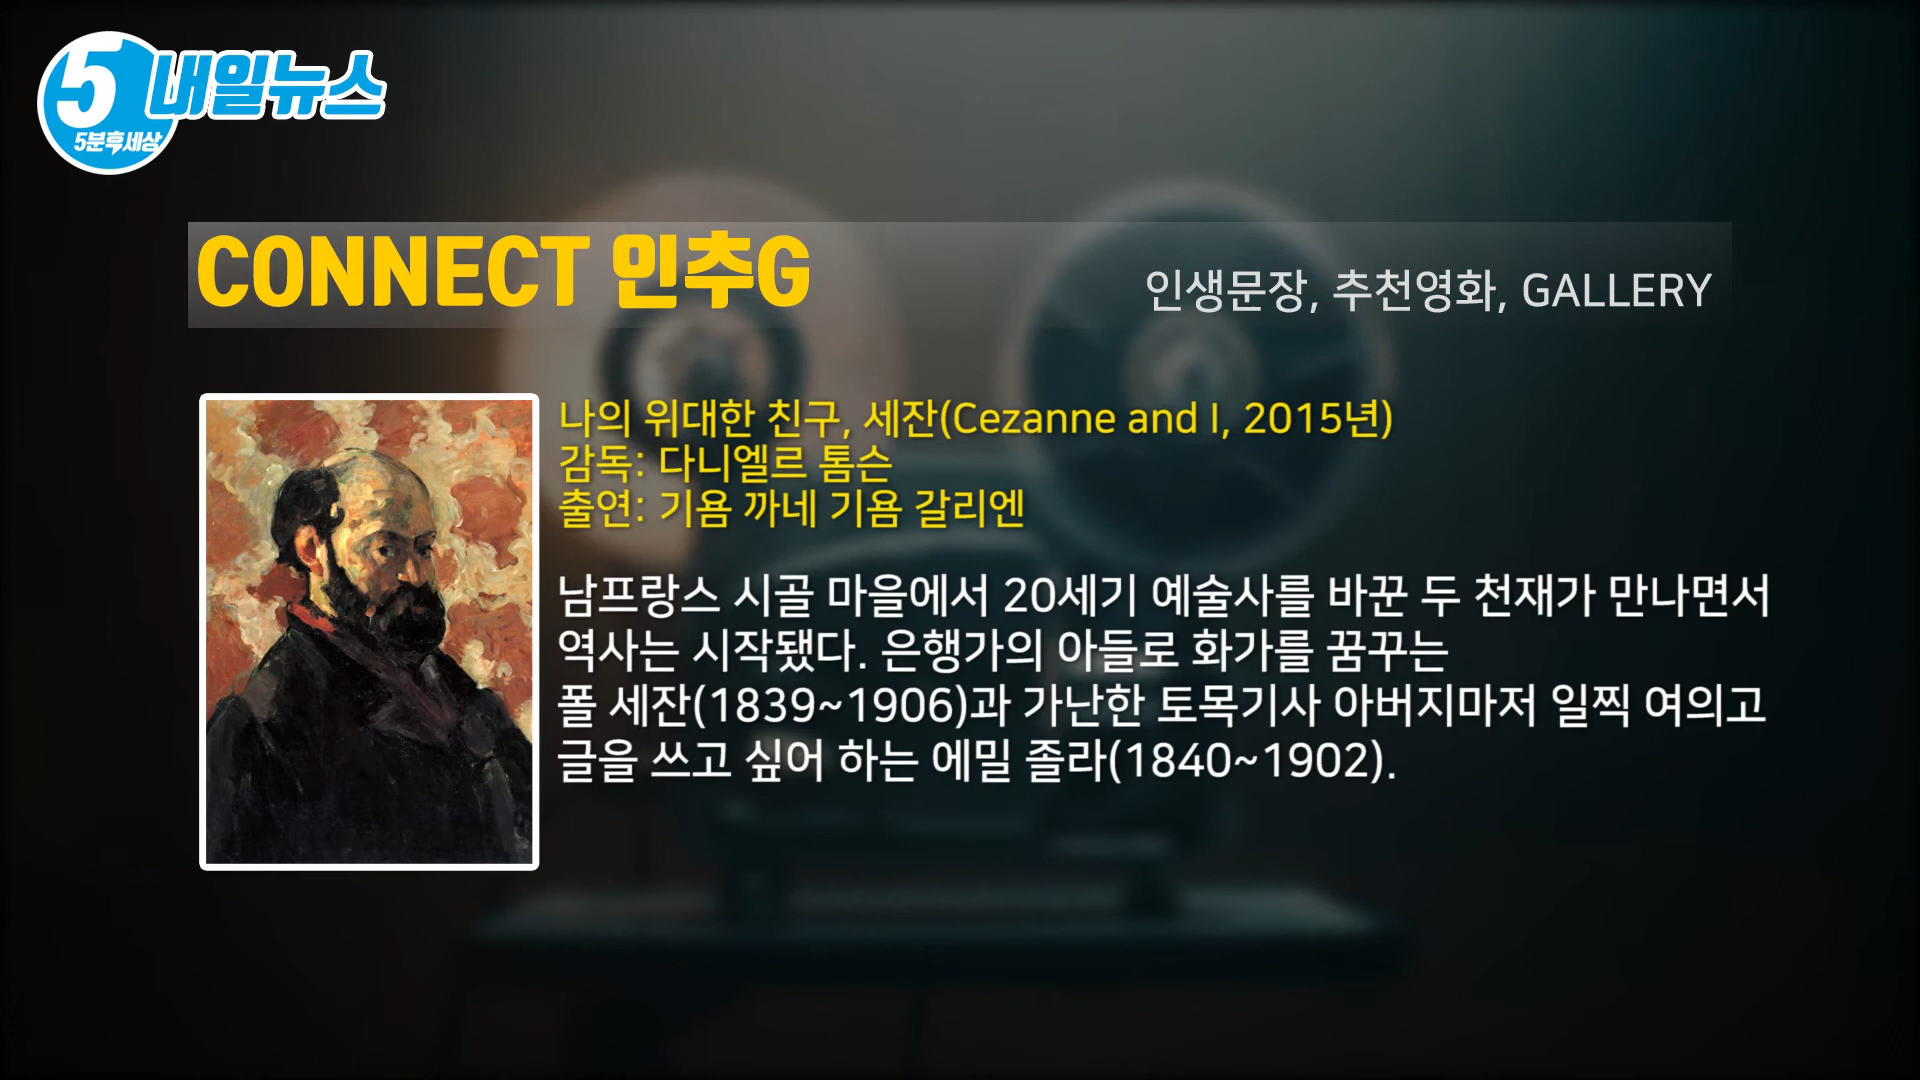 5 내일뉴스
5분후세상
CONNECT 인추G
인생문장, 추천영화, GALLERY
나의 위대한 친구, 세잔(Cezanne and I, 2015년)
감독: 다니엘르 톰슨
출연: 기욤 까네 기욤 갈리엔
남프랑스 시골 마을에서 20세기 예술사를 바꾼 두 천재가 만나면서
역사는 시작됐다. 은행가의 아들로 화가를 꿈꾸는
폴 세잔(1839~1906)과 가난한 토목기사 아버지마저 일찍 여의고
글을 쓰고 싶어 하는 에밀 졸라(1840~1902).